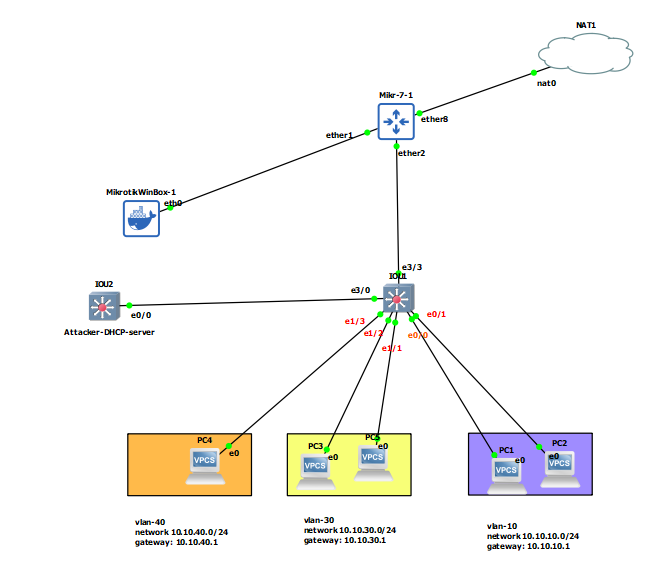 NAT1
nat0
Mikr-7-1
ether8
ether1
ether2
MikrotikWinBox-1
eth0
e3/3
IOU1
IOU2
e3/0
e0/0
Attacker-DHCP-server
e1/3
e0/1
e1/2
e0/0
e1/1
PC4
VPCS
e0
PC3
VPCS
e0
VPCS
e0
PC1
VPCS
e0
PC2
VPCS
e0
vlan-40
network 10.10.40.0/24
gateway: 10.10.40.1
vlan-30
network 10.10.30.0/24
gateway: 10.10.30.1
vlan-10
network 10.10.10.0/24
gateway: 10.10.10.1